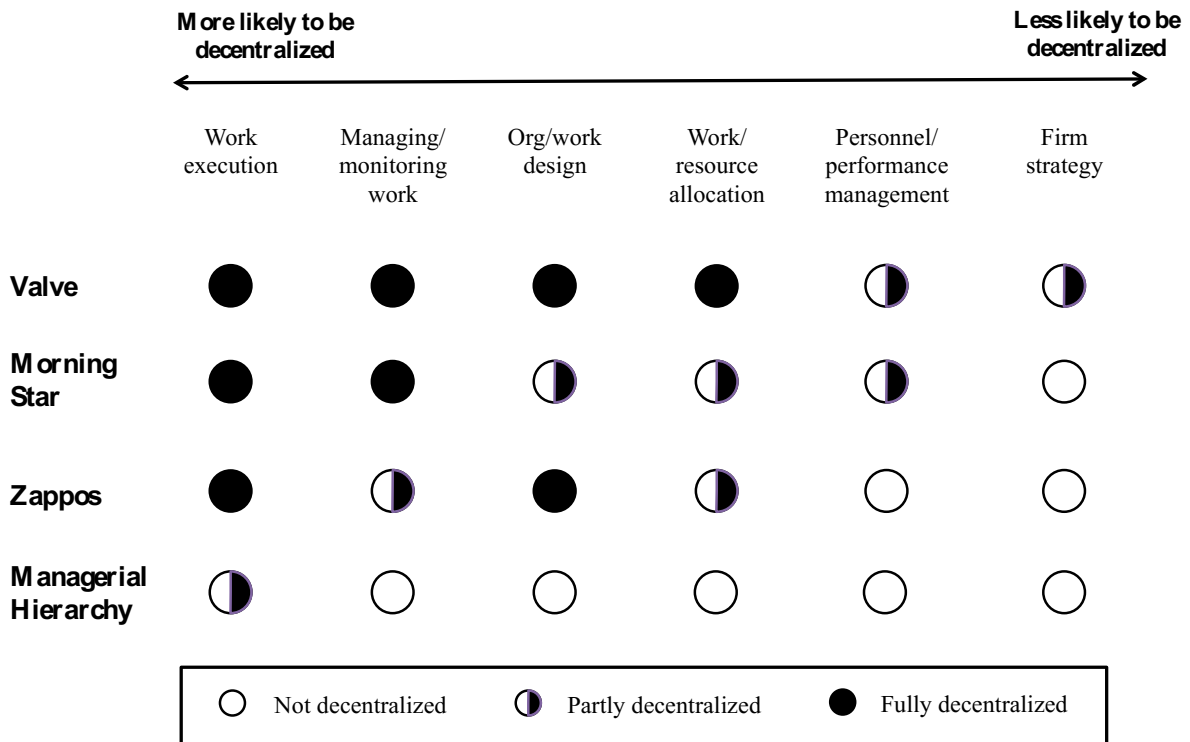 More likely to be
decentralized
Less likely to be
decentralized
Work
execution
Managing/
monitoring
work
Org/work
design
Work/
resource
allocation
Personnel/
performance
management
Firm
strategy
Valve
Morning
Star
Zappos
Managerial
Hierarchy
Not decentralized
Partly decentralized
Fully decentralized